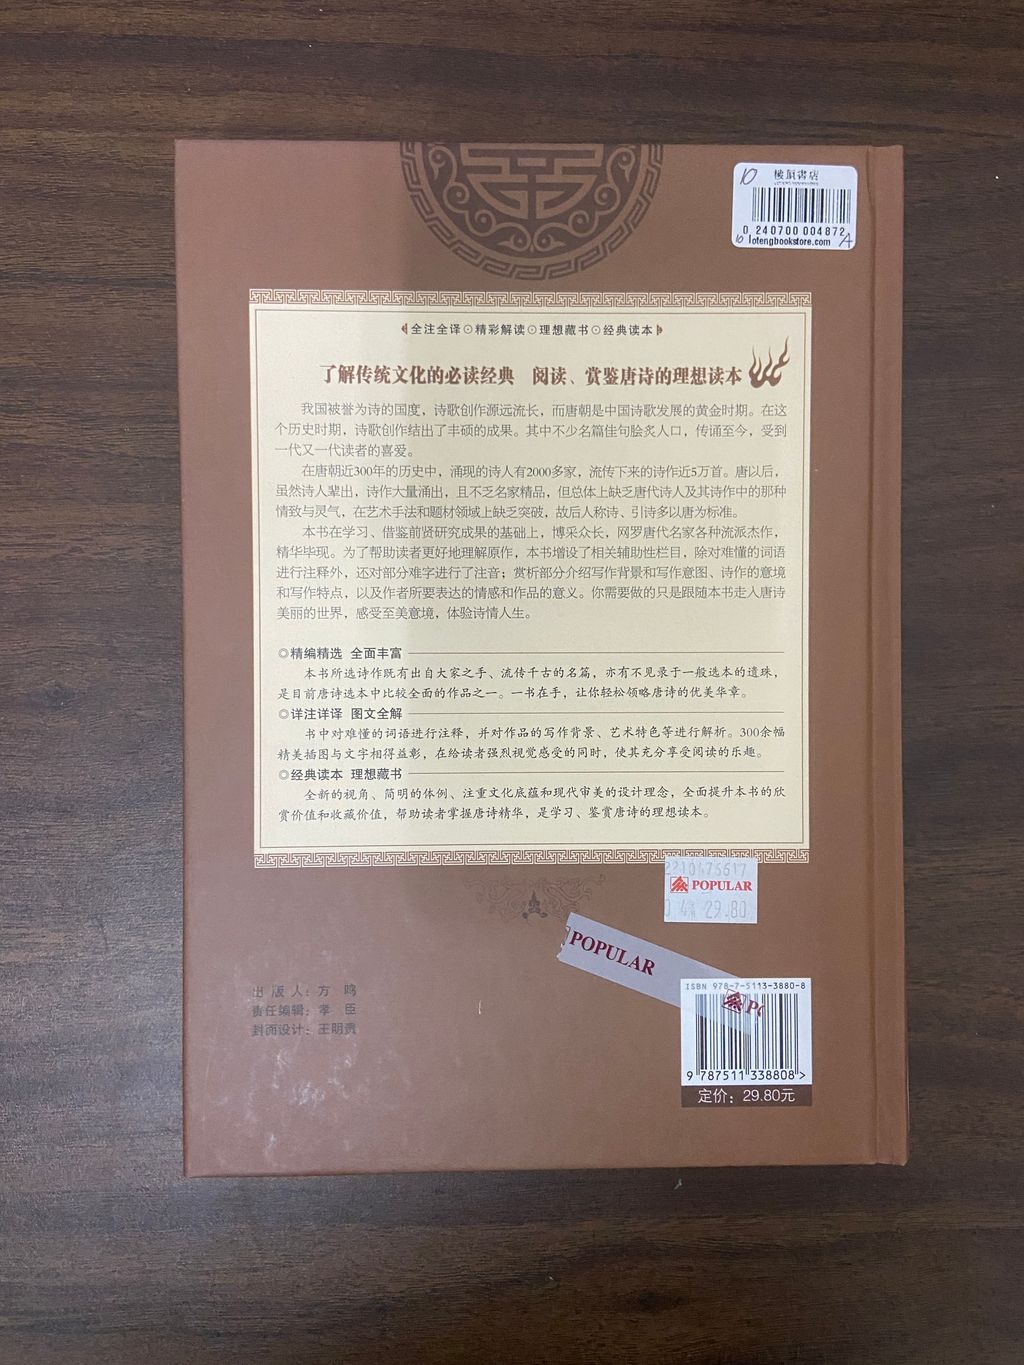 10
楼頂書店
0 240700 004872
A
10 lotengbookstore.com
全注全译⊙精彩解读⊙理想藏书⊙经典读本
了解传统文化的必读经典 阅读、赏鉴唐诗的理想读本
我国被誉为诗的国度，诗歌创作源远流长，而唐朝是中国诗歌发展的黄金时期。在这
个历史时期，诗歌创作结出了丰硕的成果。其中不少名篇佳句脍炙人口，传诵至今，受到
一代又一代读者的喜爱。
在唐朝近300年的历史中，涌现的诗人有2000多家，流传下来的诗作近5万首。唐以后，
虽然诗人辈出，诗作大量涌出，且不乏名家精品，但总体上缺乏唐代诗人及其诗作中的那种
情致与灵气，在艺术手法和题材领域上缺乏突破，故后人称诗、引诗多以唐为标准。
本书在学习、借鉴前贤研究成果的基础上，博采众长，网罗唐代名家各种流派杰作，
精华毕现。为了帮助读者更好地理解原作，本书增设了相关辅助性栏目，除对难懂的词语
进行注释外，还对部分难字进行了注音；赏析部分介绍写作背景和写作意图、诗作的意境
和写作特点，以及作者所要表达的情感和作品的意义。你需要做的只是跟随本书走入唐诗
美丽的世界，感受至美意境，体验诗情人生。
◎精编精选 全面丰富
本书所选诗作既有出自大家之手、流传千古的名篇，亦有不见录于一般选本的遗珠，
是目前唐诗选本中比较全面的作品之一。一书在手，让你轻松领略唐诗的优美华章。
◎详注详译 图文全解
书中对难懂的词语进行注释，并对作品的写作背景、艺术特色等进行解析。300余幅
精美插图与文字相得益彰，在给读者强烈视觉感受的同时，使其充分享受阅读的乐趣。
◎经典读本 理想藏书
全新的视角、简明的体例、注重文化底蕴和现代审美的设计理念，全面提升本书的欣
赏价值和收藏价值，帮助读者掌握唐诗精华，是学习、鉴赏唐诗的理想读本。
POPULAR
29.80
POPULAR
出 版 人：方 鸣
责任编辑：孝 臣
封面设计：王明贵
ISBN 978-7-5113-3880-8
9 787511 338808 >
定价：29.80元